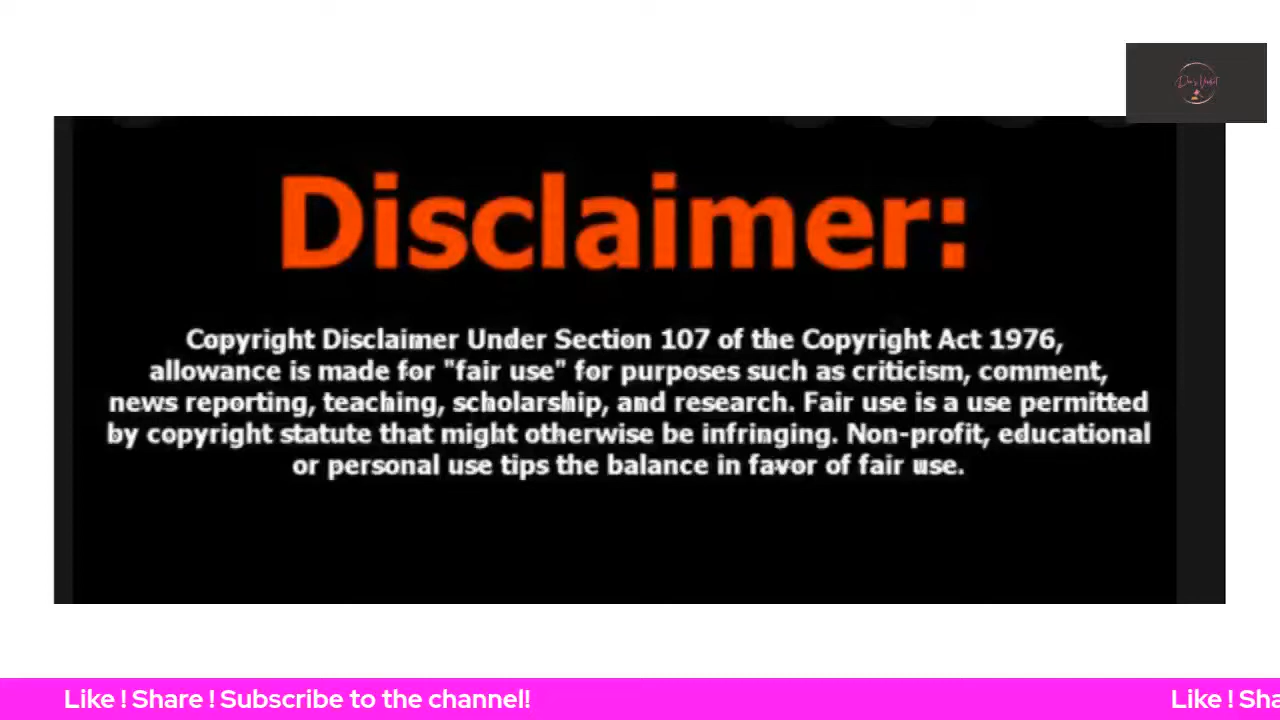 Disclaimer:
Copyright Disclaimer Under Section 107 of the Copyright Act 1976,
allowance is made for "fair use" for purposes such as criticism, comment,
news reporting, teaching, scholarship, and research. Fair use is a use permitted
by copyright statute that might otherwise be infringing. Non-profit, educational
or personal use tips the balance in favor of fair use.
Like ! Share ! Subscribe to the channel!
Like ! Sha